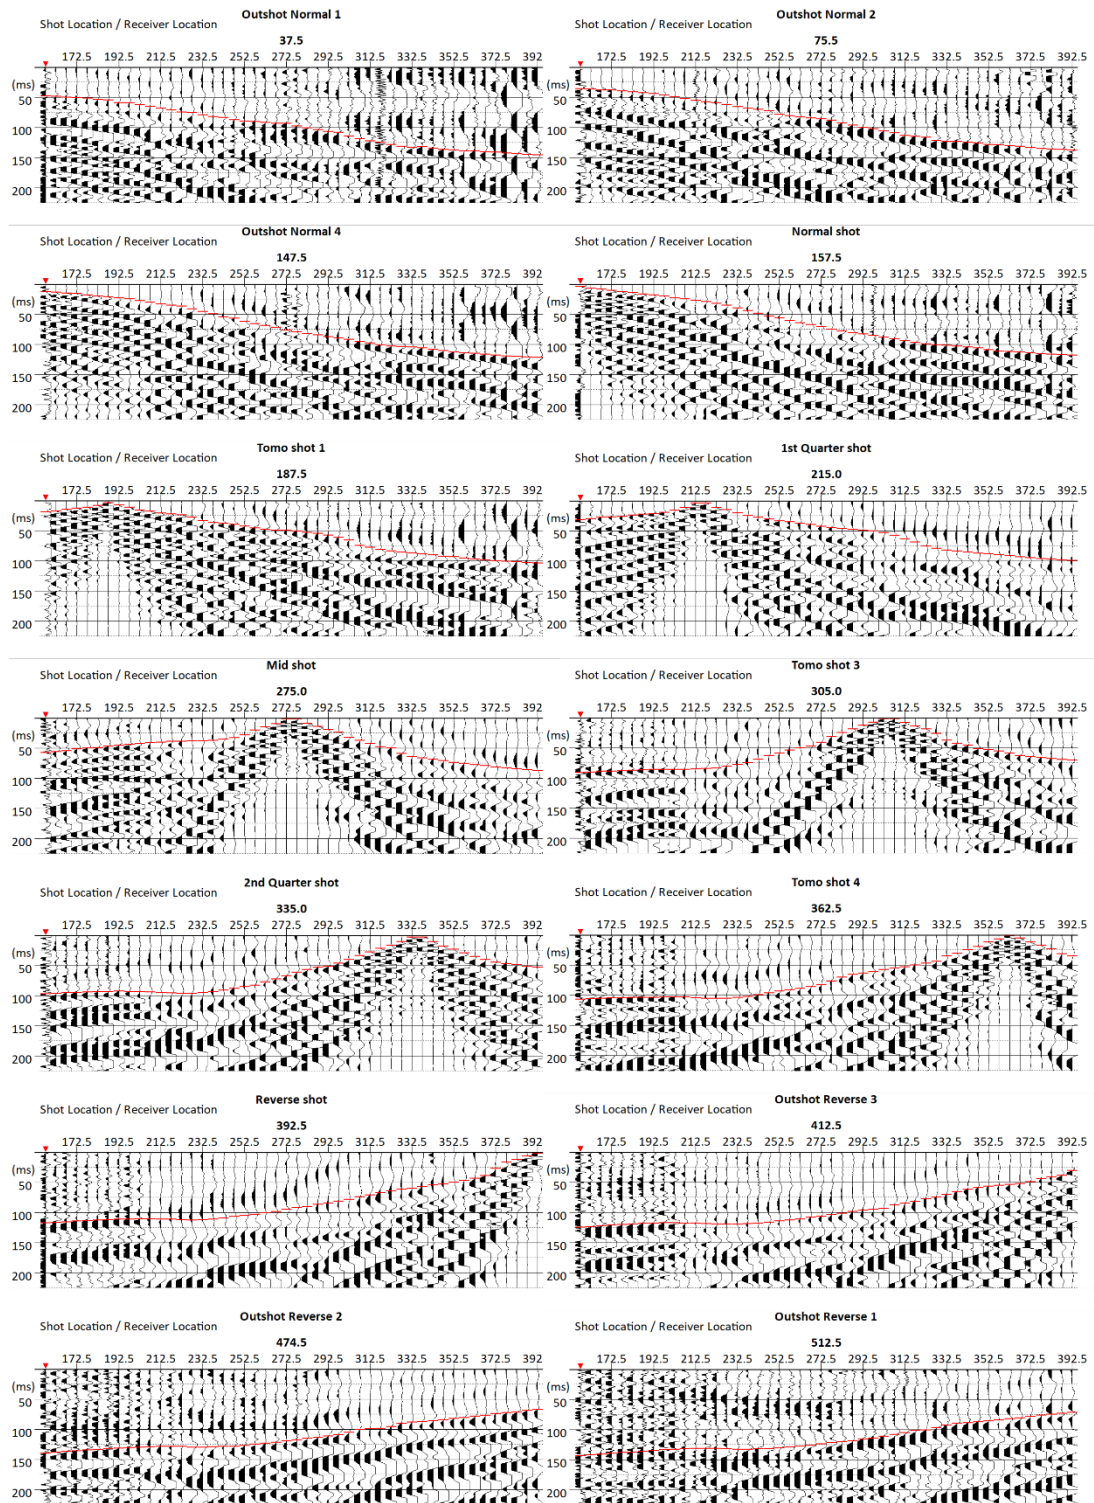 Outshot Normal 1
Shot Location / Receiver Location
37.5
172.5 192.5 212.5 232.5 252.5 272.5 292.5 312.5 332.5 352.5 372.5 392
(ms)
50
100
150
200
Outshot Normal 2
Shot Location / Receiver Location
75.5
172.5 192.5 212.5 232.5 252.5 272.5 292.5 312.5 332.5 352.5 372.5 392.5
(ms)
50
100
150
200
Outshot Normal 4
Shot Location / Receiver Location
147.5
172.5 192.5 212.5 232.5 252.5 272.5 292.5 312.5 332.5 352.5 372.5 392
(ms)
50
100
150
200
Normal shot
Shot Location / Receiver Location
157.5
172.5 192.5 212.5 232.5 252.5 272.5 292.5 312.5 332.5 352.5 372.5 392.5
(ms)
50
100
150
200
Tomo shot 1
Shot Location / Receiver Location
187.5
172.5 192.5 212.5 232.5 252.5 272.5 292.5 312.5 332.5 352.5 372.5 392
(ms)
50
100
150
200
1st Quarter shot
Shot Location / Receiver Location
215.0
172.5 192.5 212.5 232.5 252.5 272.5 292.5 312.5 332.5 352.5 372.5 392.5
(ms)
50
100
150
200
Mid shot
Shot Location / Receiver Location
275.0
172.5 192.5 212.5 232.5 252.5 272.5 292.5 312.5 332.5 352.5 372.5 392
(ms)
50
100
150
200
Tomo shot 3
Shot Location / Receiver Location
305.0
172.5 192.5 212.5 232.5 252.5 272.5 292.5 312.5 332.5 352.5 372.5 392.5
(ms)
50
100
150
200
2nd Quarter shot
Shot Location / Receiver Location
335.0
172.5 192.5 212.5 232.5 252.5 272.5 292.5 312.5 332.5 352.5 372.5 392
(ms)
50
100
150
200
Tomo shot 4
Shot Location / Receiver Location
362.5
172.5 192.5 212.5 232.5 252.5 272.5 292.5 312.5 332.5 352.5 372.5 392.5
(ms)
50
100
150
200
Reverse shot
Shot Location / Receiver Location
392.5
172.5 192.5 212.5 232.5 252.5 272.5 292.5 312.5 332.5 352.5 372.5 392
(ms)
50
100
150
200
Outshot Reverse 3
Shot Location / Receiver Location
412.5
172.5 192.5 212.5 232.5 252.5 272.5 292.5 312.5 332.5 352.5 372.5 392.5
(ms)
50
100
150
200
Outshot Reverse 2
Shot Location / Receiver Location
474.5
172.5 192.5 212.5 232.5 252.5 272.5 292.5 312.5 332.5 352.5 372.5 392
(ms)
50
100
150
200
Outshot Reverse 1
Shot Location / Receiver Location
512.5
172.5 192.5 212.5 232.5 252.5 272.5 292.5 312.5 332.5 352.5 372.5 392.5
(ms)
50
100
150
200